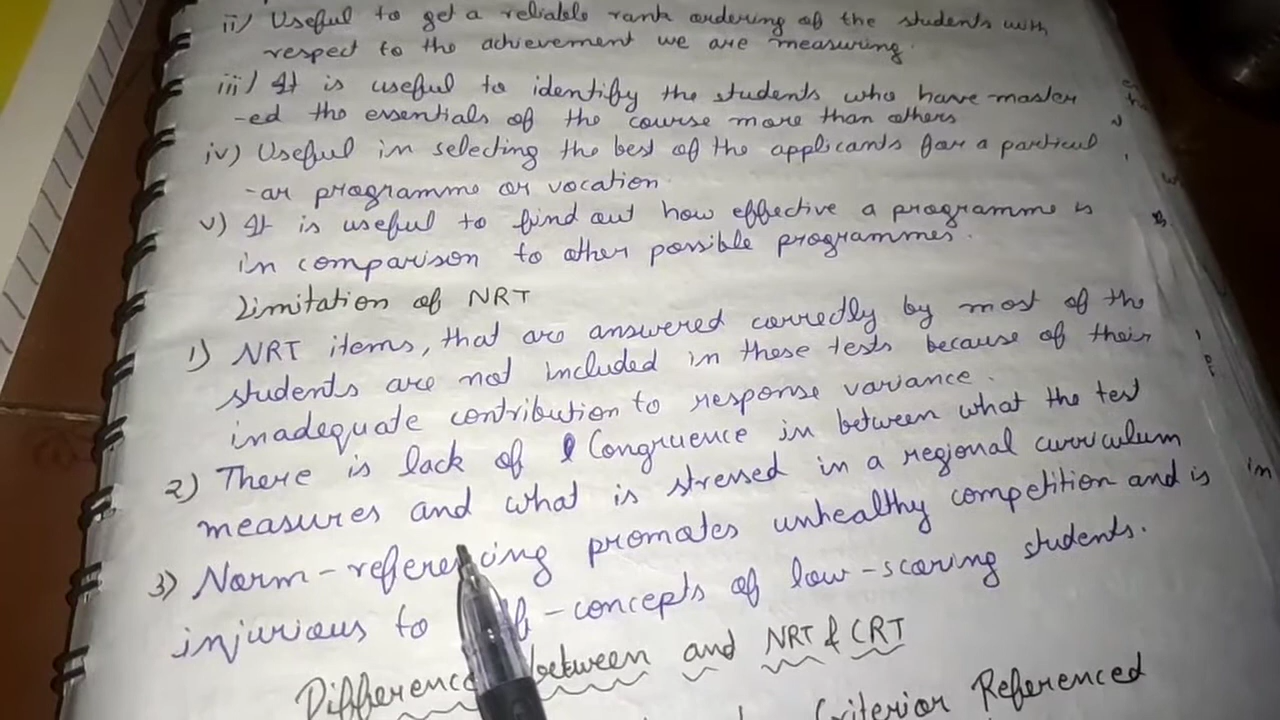 ii) Useful to get a reliable rank ordering of the students with
respect to the achievement we are measuring.
iii) It is useful to identify the students who have master
-ed the essentials of the course more than others
iv) Useful in selecting the best of the applicants for a particul
-ar programme or vocation
v) It is useful to find out how effective a programme is
in comparison to other possible programmes.
Limitation of NRT
1) NRT items, that are answered correctly by most of the
students are not included in these tests because of their
inadequate contribution to response variance.
2) There is lack of Congruence in between what the test
measures and what is stressed in a regional curriculum
3) Norm-referencing promotes unhealthy competition and is
injurious to -concepts of low-scoring students.
Difference between and NRT & CRT
Criterion Referenced